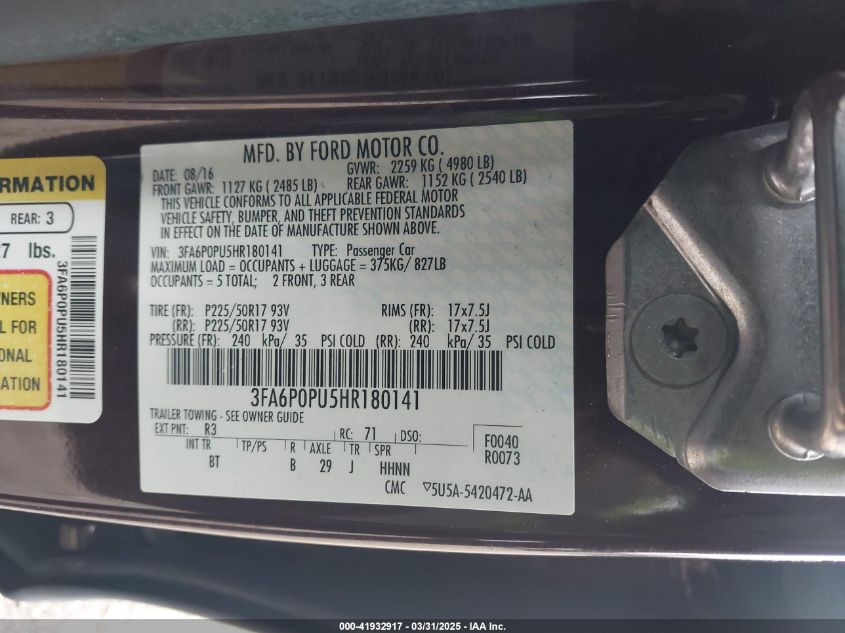 ORMATION
REAR: 3
7 lbs.
WNERS
L FOR
ONAL
ATION
3FA6P0PU5HR180141
MFD. BY FORD MOTOR CO.
DATE: 08/16 GVWR: 2259 KG ( 4980 LB)
FRONT GAWR: 1127 KG ( 2485 LB) REAR GAWR: 1152 KG ( 2540 LB)
THIS VEHICLE CONFORMS TO ALL APPLICABLE FEDERAL MOTOR
VEHICLE SAFETY, BUMPER, AND THEFT PREVENTION STANDARDS
IN EFFECT ON THE DATE OF MANUFACTURE SHOWN ABOVE.
VIN: 3FA6P0PU5HR180141 TYPE: Passenger Car
MAXIMUM LOAD = OCCUPANTS + LUGGAGE = 375KG/ 827LB
OCCUPANTS = 5 TOTAL; 2 FRONT, 3 REAR
TIRE (FR): P225/50R17 93V RIMS (FR): 17x7.5J
(RR): P225/50R17 93V (RR): 17x7.5J
PRESSURE (FR): 240 kPa/ 35 PSI COLD (RR): 240 kPa/ 35 PSI COLD
3FA6P0PU5HR180141
TRAILER TOWING - SEE OWNER GUIDE
EXT PNT: R3 RC: 71 DSO: F0040
INT TR TP/PS R AXLE TR SPR R0073
BT B 29 J HHNN
CMC ▽5U5A-5420472-AA
000-41932917 - 03/31/2025 - IAA Inc.